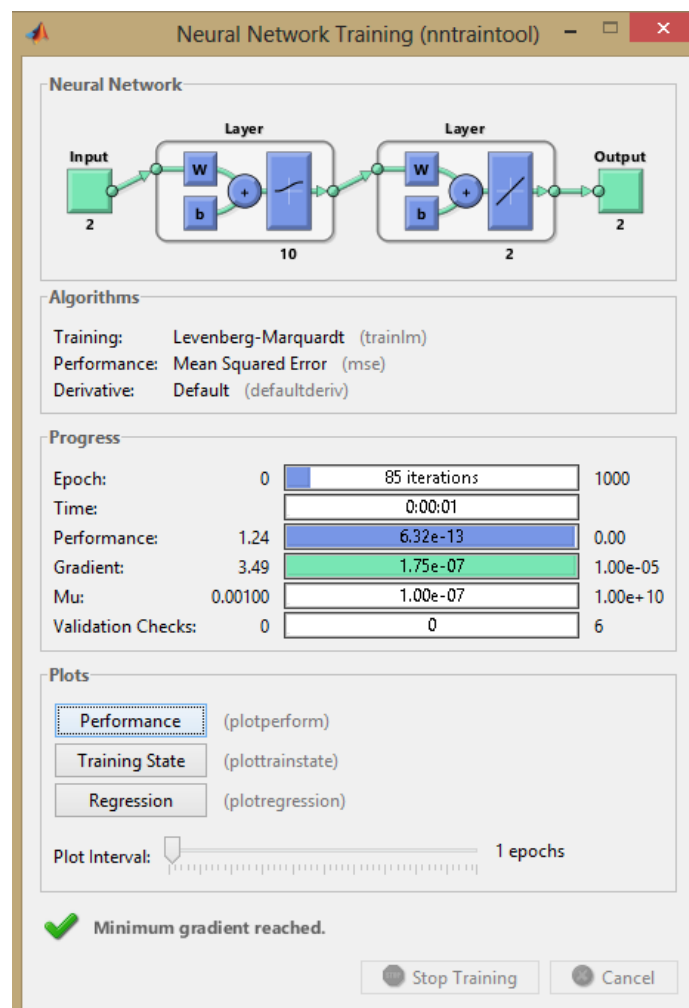 Neural Network Training (nntraintool)
Neural Network
Layer Layer
Input Output
W W
+ +
b b
2 2
10 2
Algorithms
Training: Levenberg-Marquardt (trainlm)
Performance: Mean Squared Error (mse)
Derivative: Default (defaultderiv)
Progress
Epoch: 0 85 iterations 1000
Time: 0:00:01
Performance: 1.24 6.32e-13 0.00
Gradient: 3.49 1.75e-07 1.00e-05
Mu: 0.00100 1.00e-07 1.00e+10
Validation Checks: 0 0 6
Plots
Performance (plotperform)
Training State (plottrainstate)
Regression (plotregression)
Plot Interval: 1 epochs
Minimum gradient reached.
Stop Training Cancel